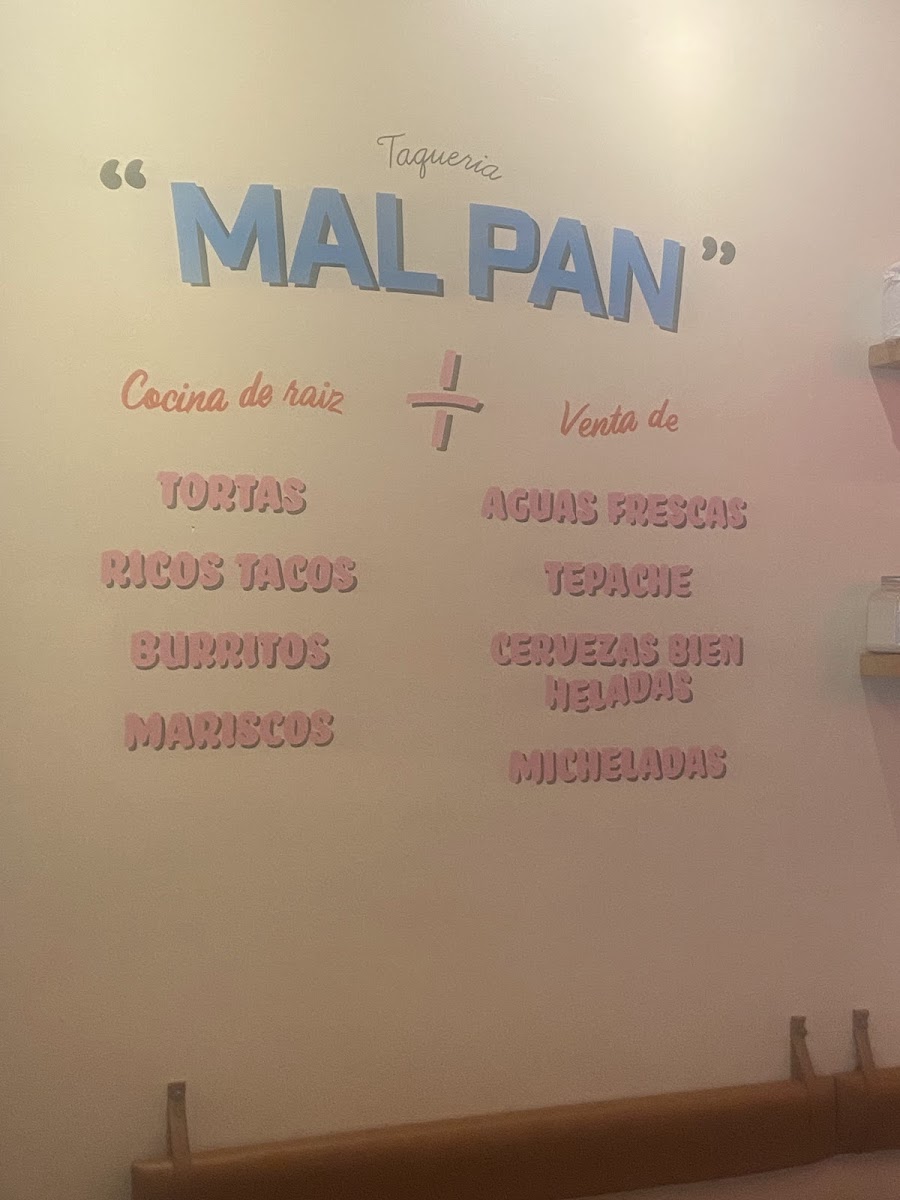 Taqueria
“MAL PAN”
Cocina de raiz
TORTAS
RICOS TACOS
BURRITOS
MARISCOS
+
Venta de
AGUAS FRESCAS
TEPACHE
CERVEZAS BIEN
HELADAS
MICHELADAS